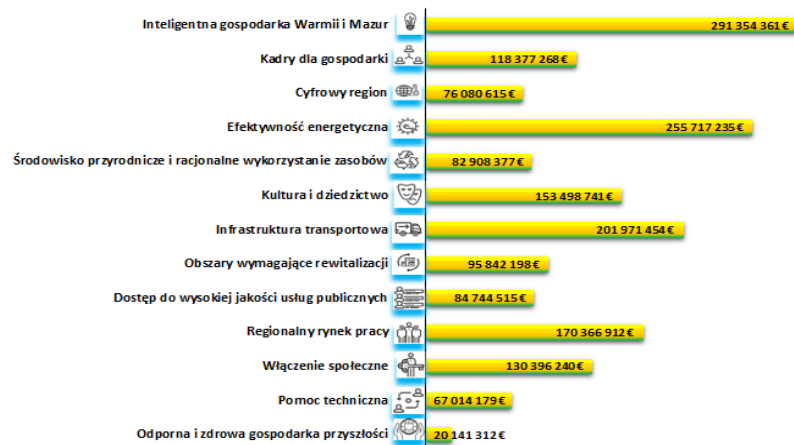 Inteligentna gospodarka Warmii i Mazur 291 354 361 €
Kadry dla gospodarki 118 377 268 €
Cyfrowy region 76 080 615 €
Efektywność energetyczna 255 717 235 €
Środowisko przyrodnicze i racjonalne wykorzystanie zasobów 82 908 377 €
Kultura i dziedzictwo 153 498 741 €
Infrastruktura transportowa 201 971 454 €
Obszary wymagające rewitalizacji 95 842 198 €
Dostęp do wysokiej jakości usług publicznych 84 744 515 €
Regionalny rynek pracy 170 366 912 €
Włączenie społeczne 130 396 240 €
Pomoc techniczna 67 014 179 €
Odporna i zdrowa gospodarka przyszłości 20 141 312 €